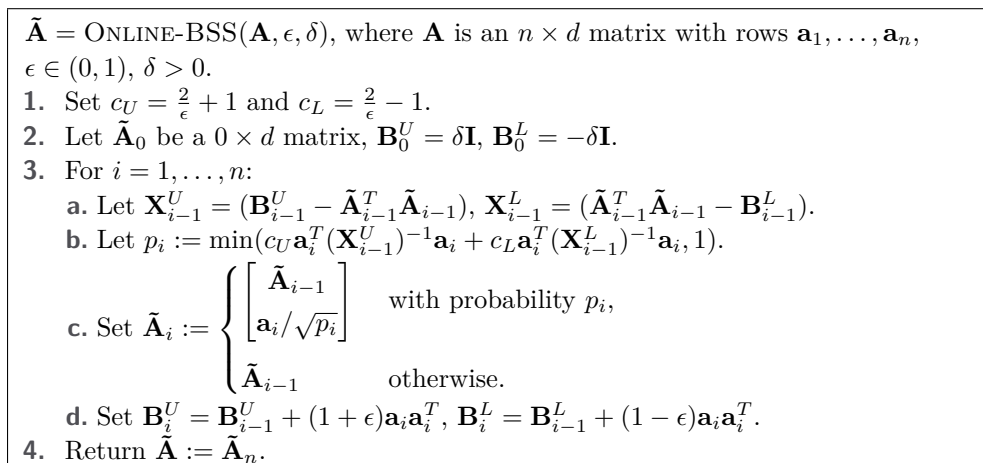 Ã = ONLINE-BSS(A, ϵ, δ), where A is an n × d matrix with rows a₁, . . . , aₙ,
ϵ ∈ (0, 1), δ > 0.
1. Set c_U = 2/ϵ + 1 and c_L = 2/ϵ − 1.
2. Let Ã₀ be a 0 × d matrix, B₀^U = δI, B₀^L = −δI.
3. For i = 1, . . . , n:
a. Let X_{i−1}^U = (B_{i−1}^U − Ã_{i−1}^T Ã_{i−1}), X_{i−1}^L = (Ã_{i−1}^T Ã_{i−1} − B_{i−1}^L).
b. Let p_i := min(c_U a_i^T (X_{i−1}^U)^{−1} a_i + c_L a_i^T (X_{i−1}^L)^{−1} a_i, 1).
c. Set Ã_i := { [ Ã_{i−1}
a_i/√p_i ] with probability p_i,
Ã_{i−1} otherwise.
d. Set B_i^U = B_{i−1}^U + (1 + ϵ)a_i a_i^T, B_i^L = B_{i−1}^L + (1 − ϵ)a_i a_i^T.
4. Return Ã := Ã_n.